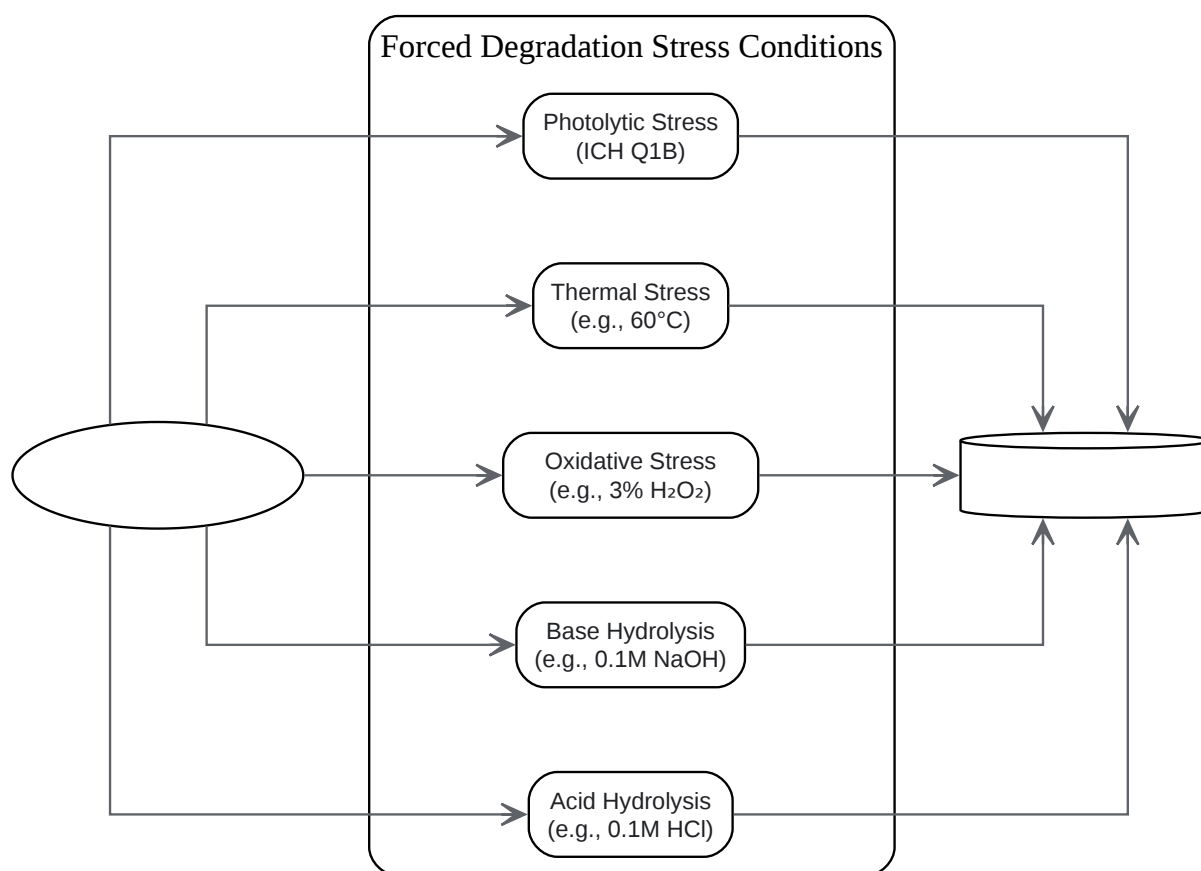 Forced Degradation Stress Conditions
Photolytic Stress
(ICH Q1B)
Thermal Stress
(e.g., 60°C)
Oxidative Stress
(e.g., 3% H₂O₂)
Base Hydrolysis
(e.g., 0.1M NaOH)
Acid Hydrolysis
(e.g., 0.1M HCl)